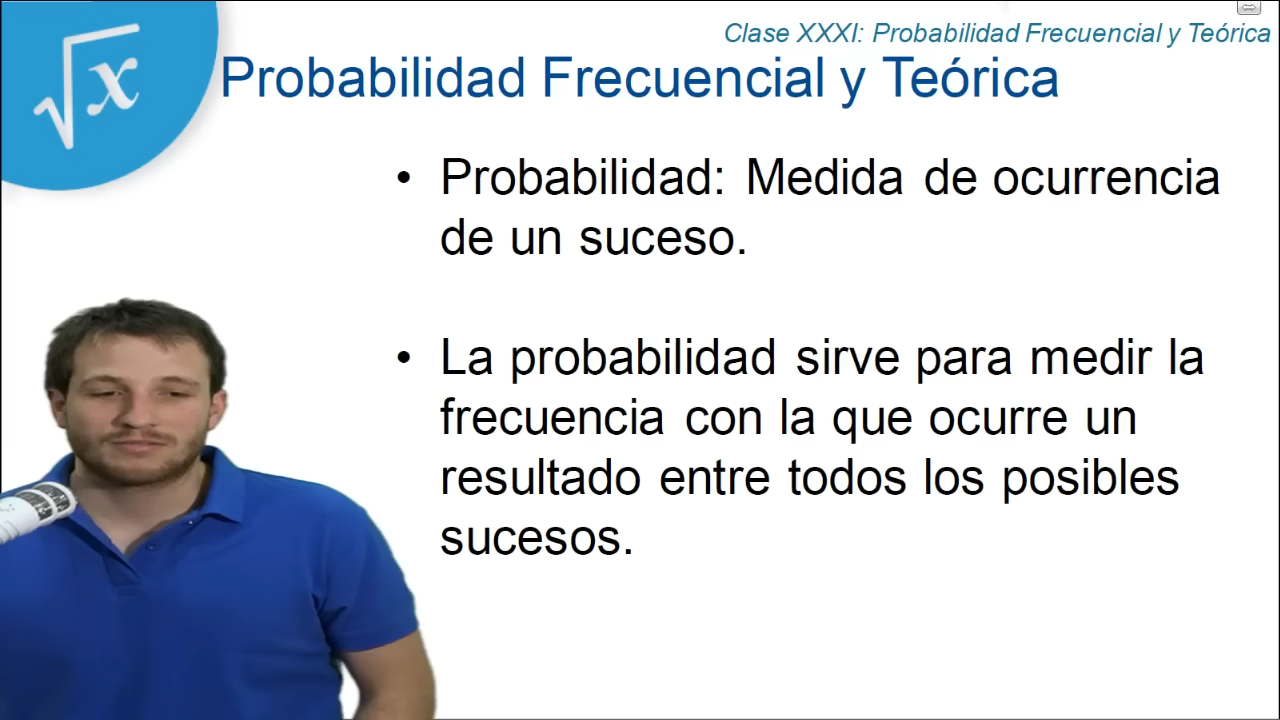 Clase XXXI: Probabilidad Frecuencial y Teórica
Probabilidad Frecuencial y Teórica
• Probabilidad: Medida de ocurrencia
de un suceso.
• La probabilidad sirve para medir la
frecuencia con la que ocurre un
resultado entre todos los posibles
sucesos.
√x